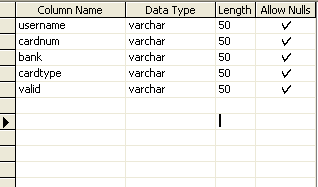 Column Name Data Type Length Allow Nulls
username varchar 50
cardnum varchar 50
bank varchar 50
cardtype varchar 50
valid varchar 50